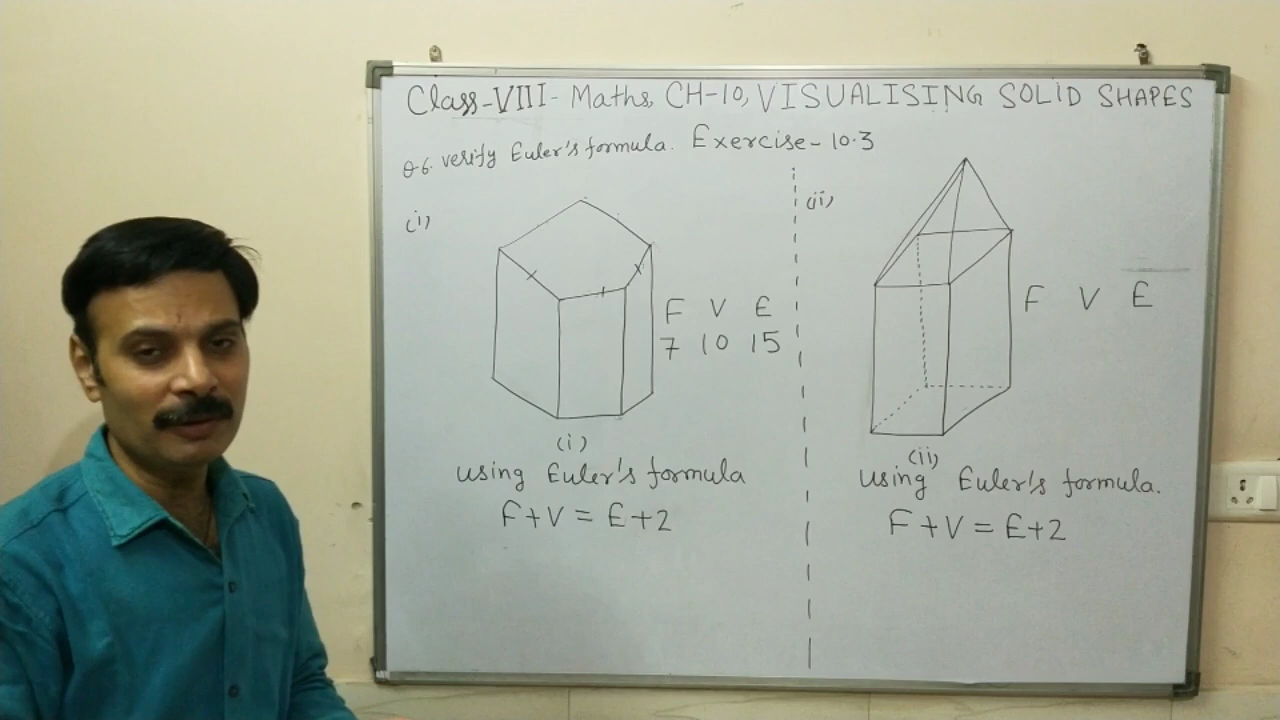 Class-VIII- Maths, CH-10, VISUALISING SOLID SHAPES
Q6. verify Euler's formula. Exercise - 10.3
(i)
F V E
7 10 15
(i)
using Euler's formula
F+V = E+2
(ii)
F V E
(ii)
using Euler's formula.
F+V = E+2